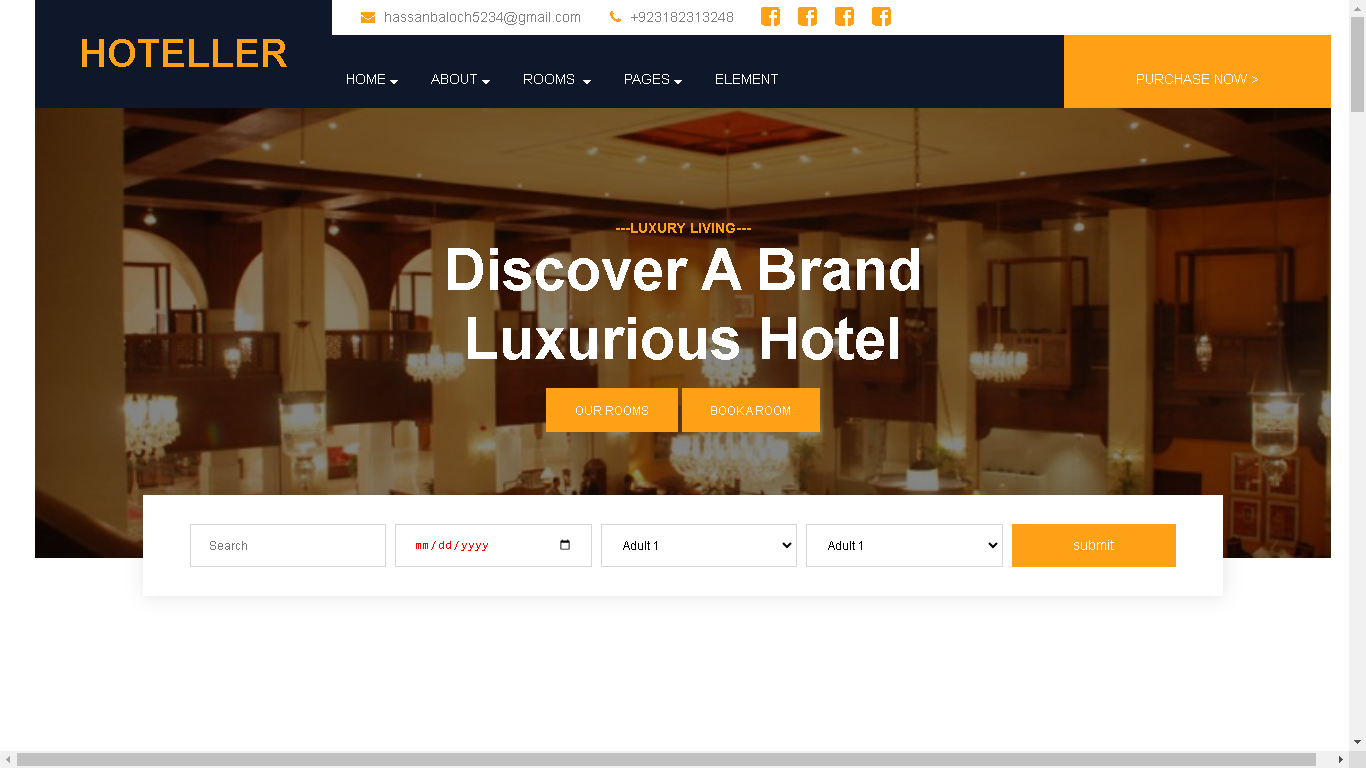 hassanbaloch5234@gmail.com +923182313248
HOTELLER
HOME ABOUT ROOMS PAGES ELEMENT PURCHASE NOW >
---LUXURY LIVING---
Discover A Brand
Luxurious Hotel
OUR ROOMS BOOK A ROOM
Search mm/dd/yyyy Adult 1 Adult 1 submit